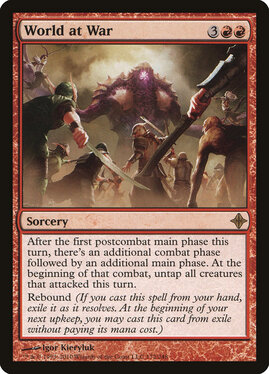 World at War
3
Sorcery
After the first postcombat main phase this
turn, there's an additional combat phase
followed by an additional main phase. At the
beginning of that combat, untap all creatures
that attacked this turn.
Rebound (If you cast this spell from your hand,
exile it as it resolves. At the beginning of your
next upkeep, you may cast this card from exile
without paying its mana cost.)
Igor Kieryluk